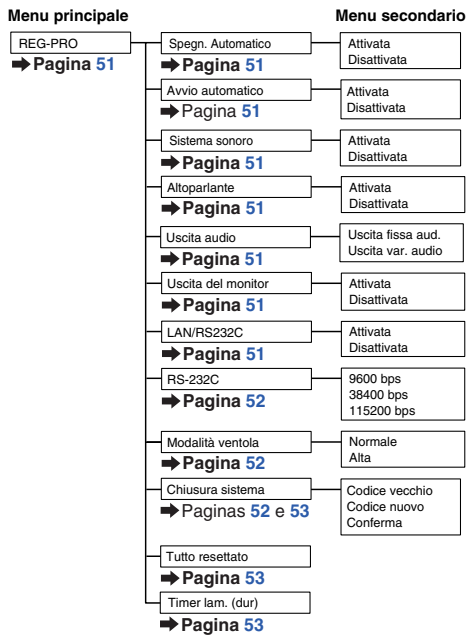 Menu principale
Menu secondario
REG-PRO
➡Pagina 51
Spegn. Automatico
➡Pagina 51
Attivata
Disattivata
Avvio automatico
➡Pagina 51
Attivata
Disattivata
Sistema sonoro
➡Pagina 51
Attivata
Disattivata
Altoparlante
➡Pagina 51
Attivata
Disattivata
Uscita audio
➡Pagina 51
Uscita fissa aud.
Uscita var. audio
Uscita del monitor
➡Pagina 51
Attivata
Disattivata
LAN/RS232C
➡Pagina 51
Attivata
Disattivata
RS-232C
➡Pagina 52
9600 bps
38400 bps
115200 bps
Modalità ventola
➡Pagina 52
Normale
Alta
Chiusura sistema
➡Paginas 52 e 53
Codice vecchio
Codice nuovo
Conferma
Tutto resettato
➡Pagina 53
Timer lam. (dur)
➡Pagina 53